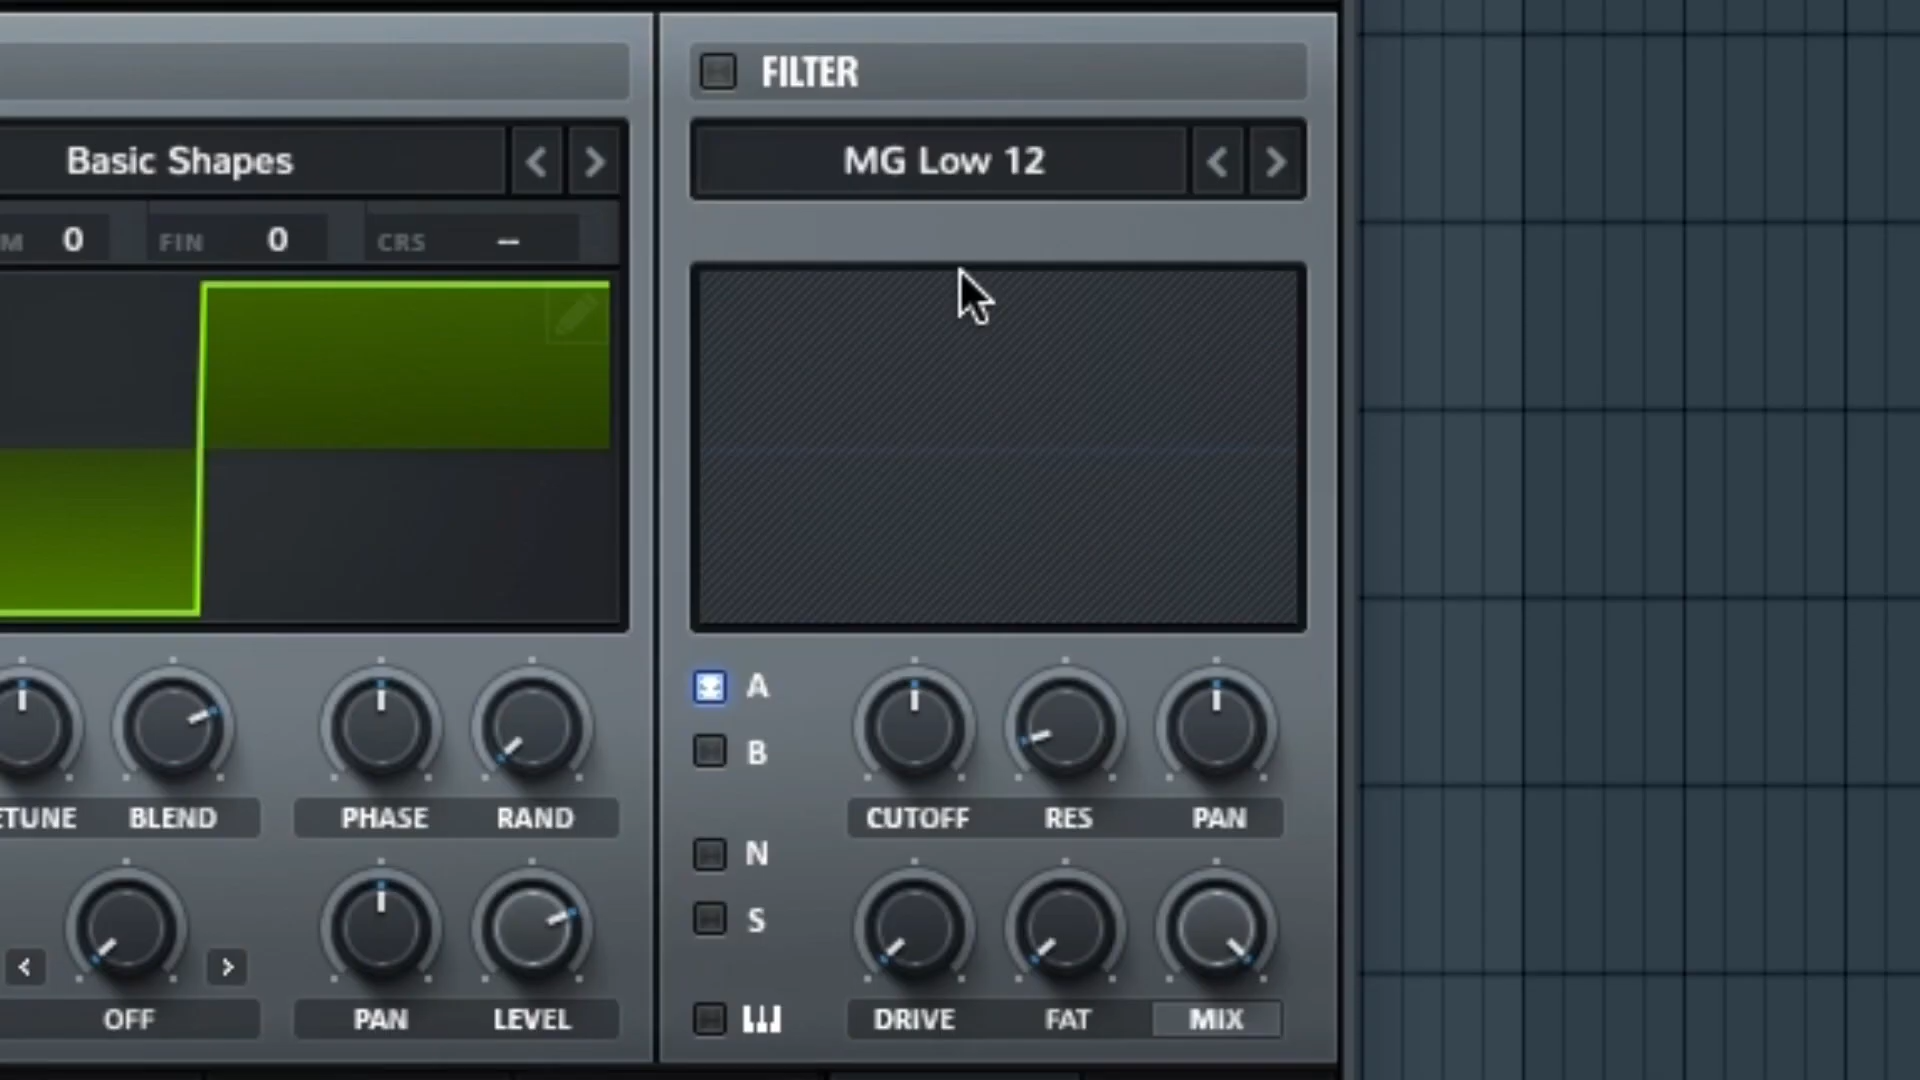 FILTER
Basic Shapes
MG Low 12
M 0 FIN 0 CRS --
A
B
ETUNE BLEND PHASE RAND
CUTOFF RES PAN
N
S
OFF PAN LEVEL
DRIVE FAT MIX